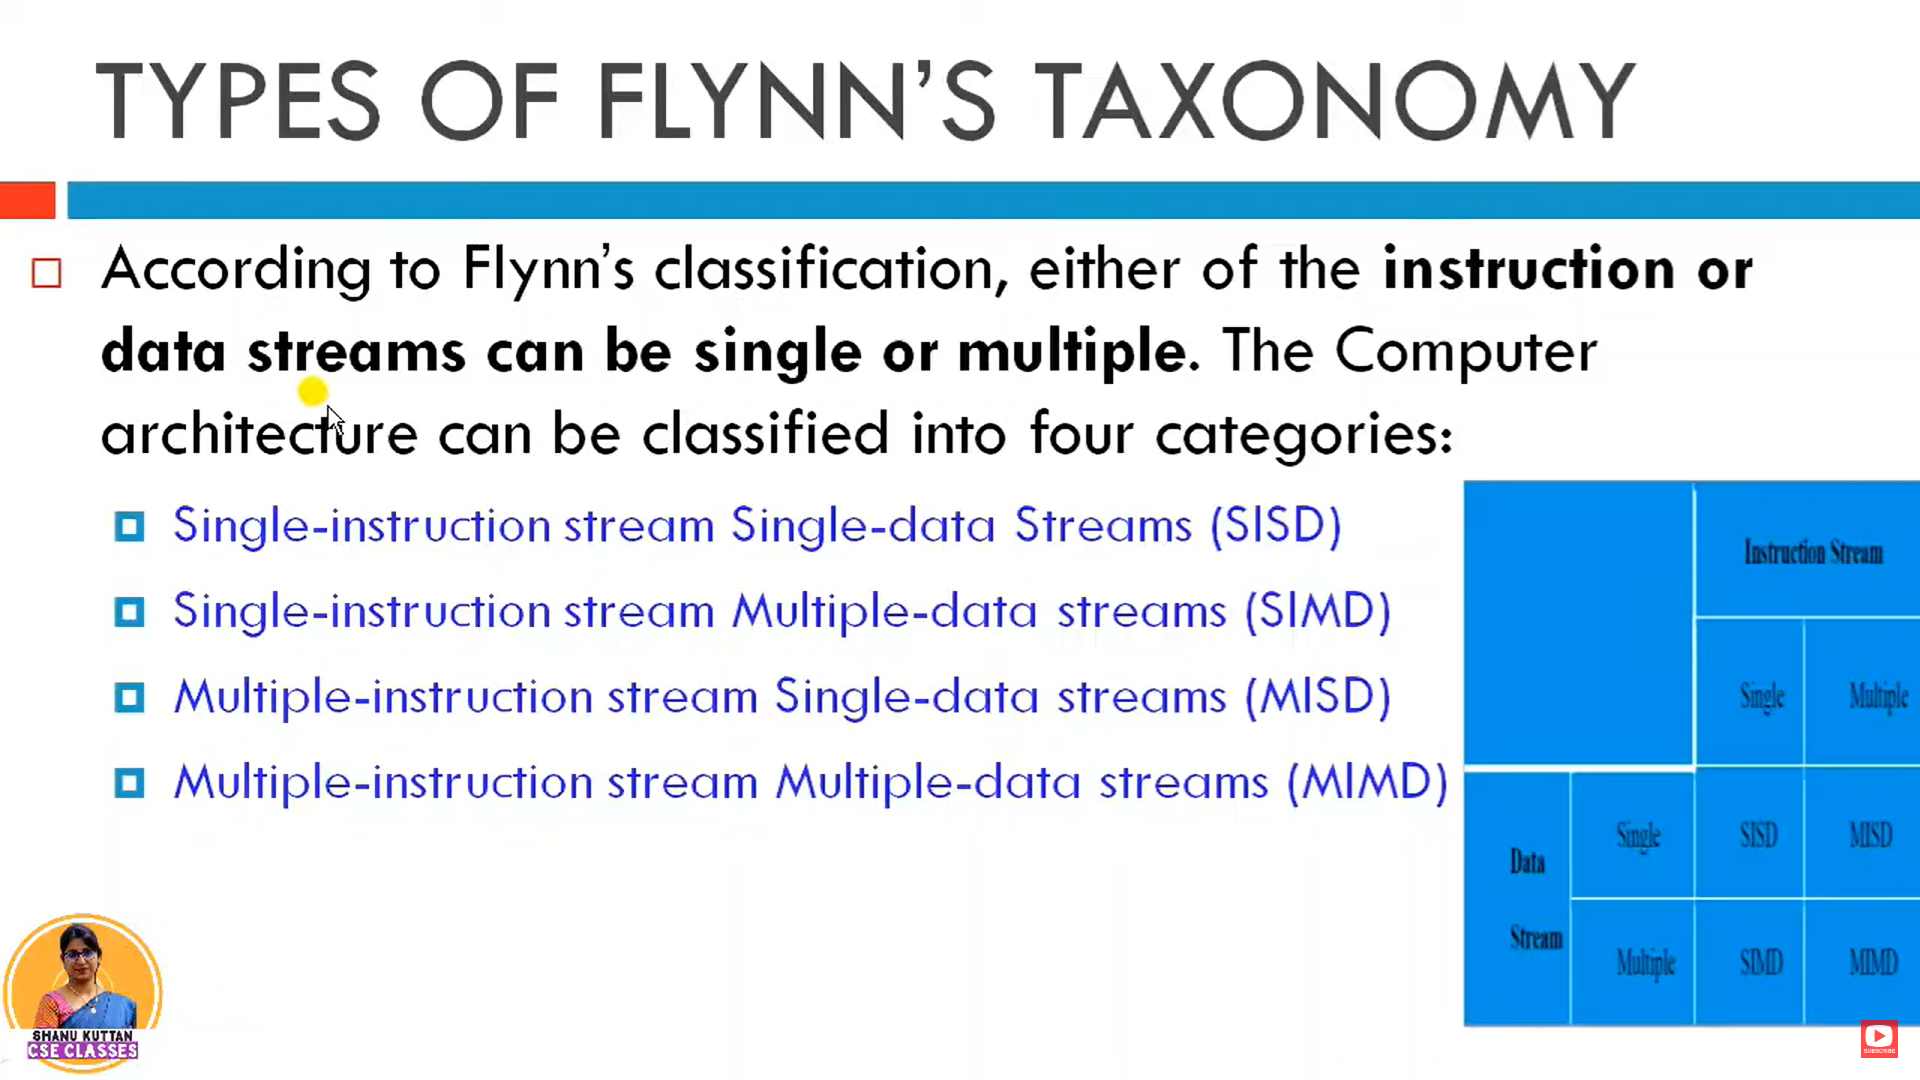 TYPES OF FLYNN’S TAXONOMY
According to Flynn’s classification, either of the instruction or
data streams can be single or multiple. The Computer
architecture can be classified into four categories:
Single-instruction stream Single-data Streams (SISD)
Single-instruction stream Multiple-data streams (SIMD)
Multiple-instruction stream Single-data streams (MISD)
Multiple-instruction stream Multiple-data streams (MIMD)
Instruction Stream
Single Multiple
Data
Stream
Single SISD MISD
Multiple SIMD MIMD
SHANU KUTTAN
CSE CLASSES
SUBSCRIBE